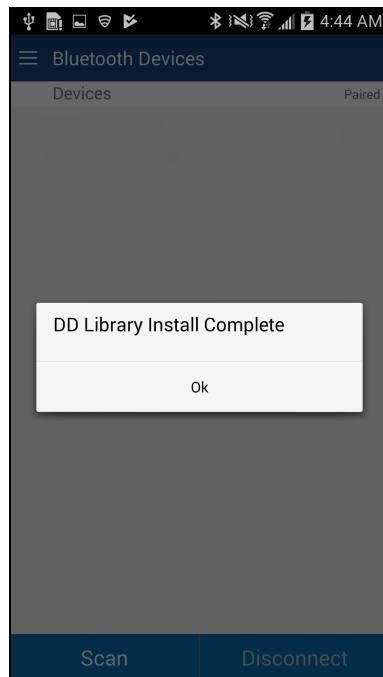 4:44 AM
Bluetooth Devices
Devices Paired
DD Library Install Complete
Ok
Scan Disconnect